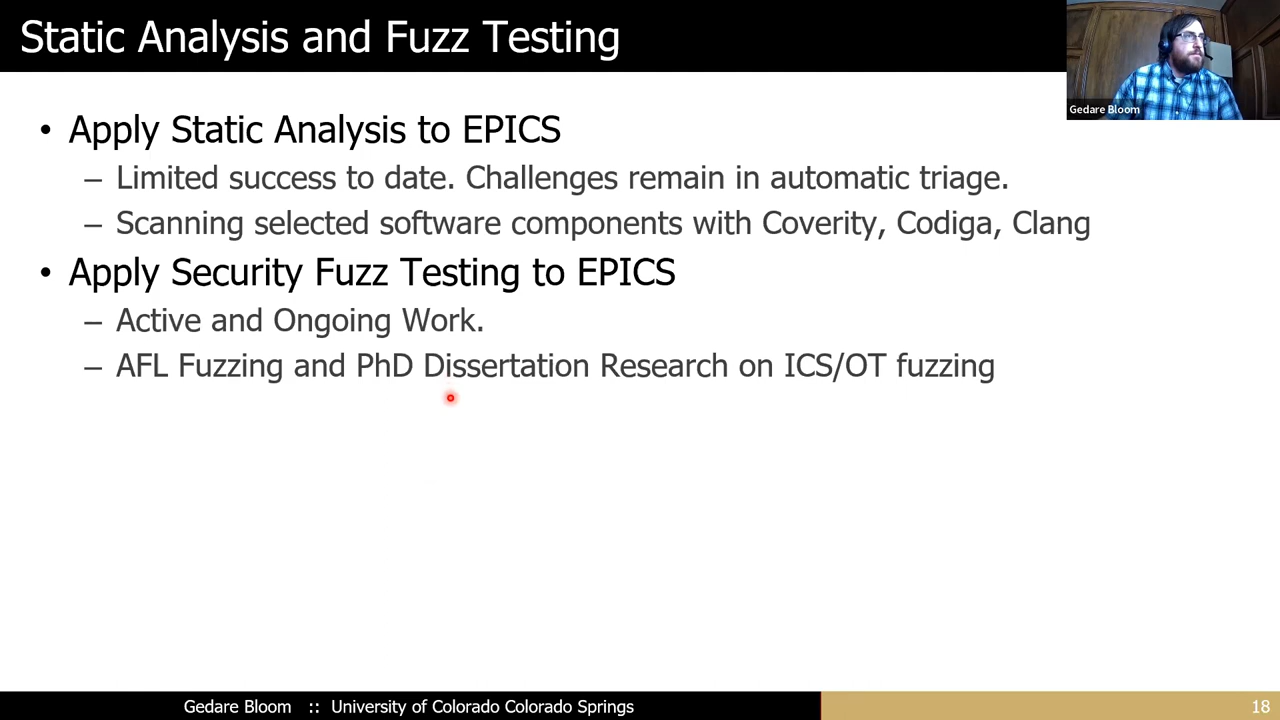 Static Analysis and Fuzz Testing
Gedare Bloom
• Apply Static Analysis to EPICS
– Limited success to date. Challenges remain in automatic triage.
– Scanning selected software components with Coverity, Codiga, Clang
• Apply Security Fuzz Testing to EPICS
– Active and Ongoing Work.
– AFL Fuzzing and PhD Dissertation Research on ICS/OT fuzzing
Gedare Bloom :: University of Colorado Colorado Springs
18